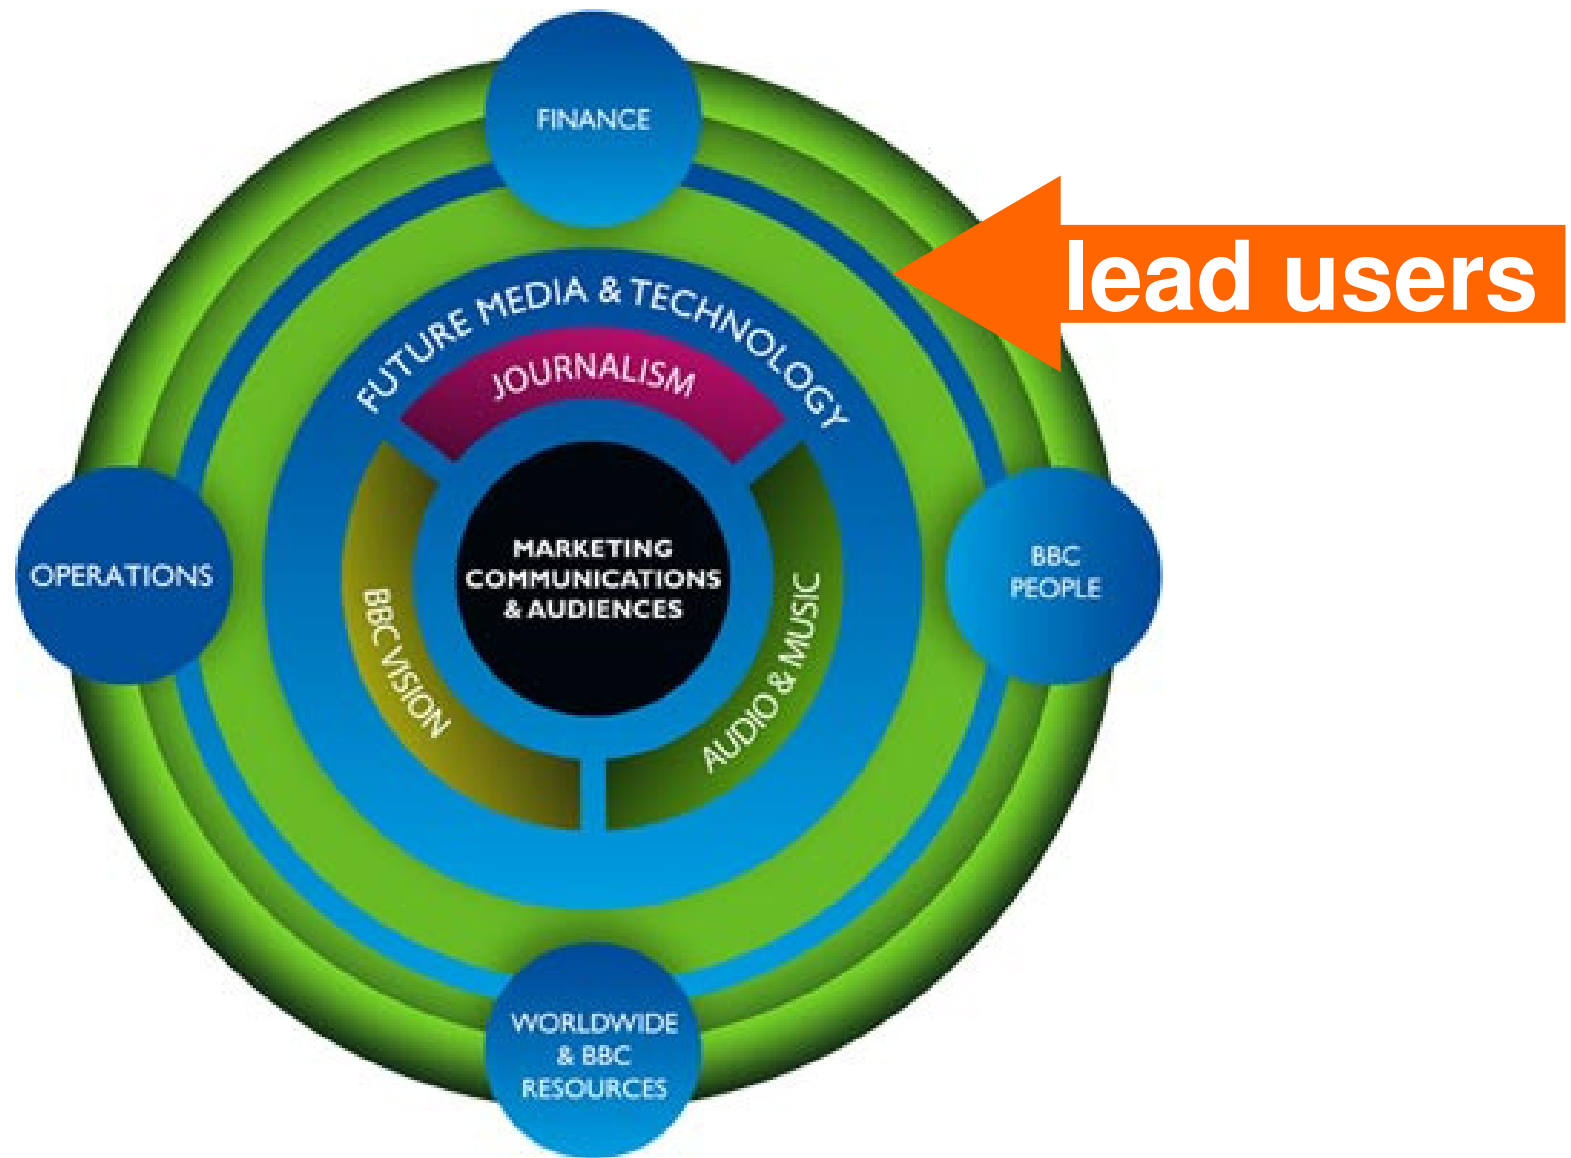 FINANCE
lead users
FUTURE MEDIA & TECHNOLOGY
JOURNALISM
OPERATIONS
BBC VISION
MARKETING
COMMUNICATIONS
& AUDIENCES
AUDIO & MUSIC
BBC
PEOPLE
WORLDWIDE
& BBC
RESOURCES